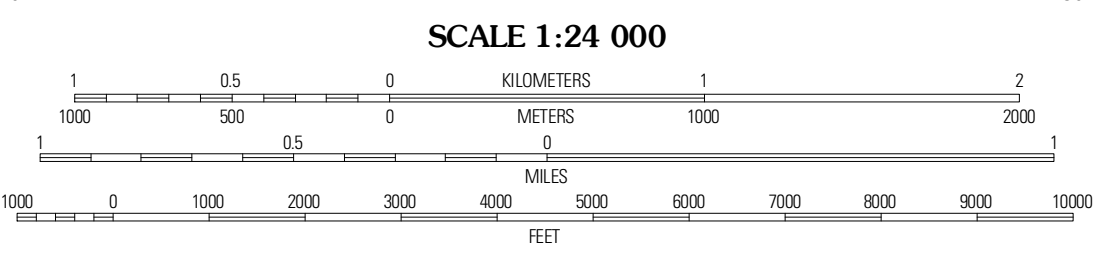 SCALE 1:24 000
1 0.5 0 KILOMETERS 1 2
1000 500 0 METERS 1000 2000
1 0.5 0 1
MILES
1000 0 1000 2000 3000 4000 5000 6000 7000 8000 9000 10000
FEET